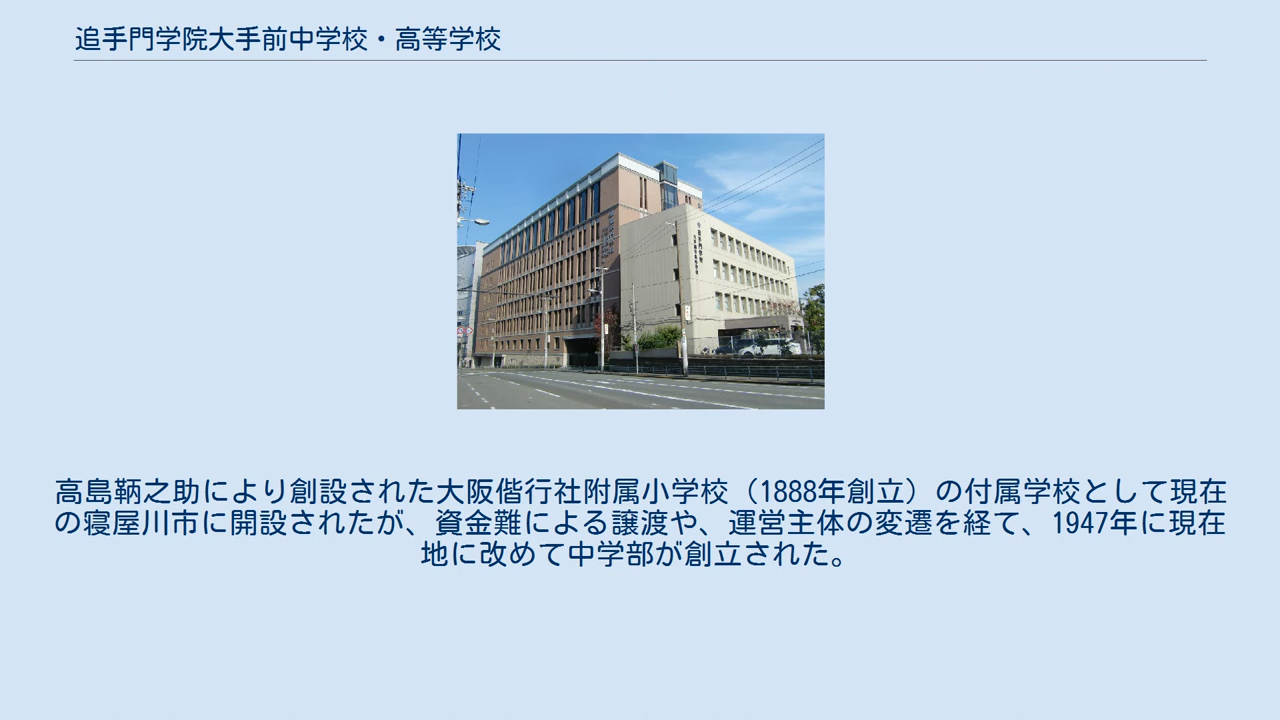 追手門学院大手前中学校・高等学校
高島鞆之助により創設された大阪偕行社附属小学校（1888年創立）の付属学校として現在
の寝屋川市に開設されたが、資金難による譲渡や、運営主体の変遷を経て、1947年に現在
地に改めて中学部が創立された。